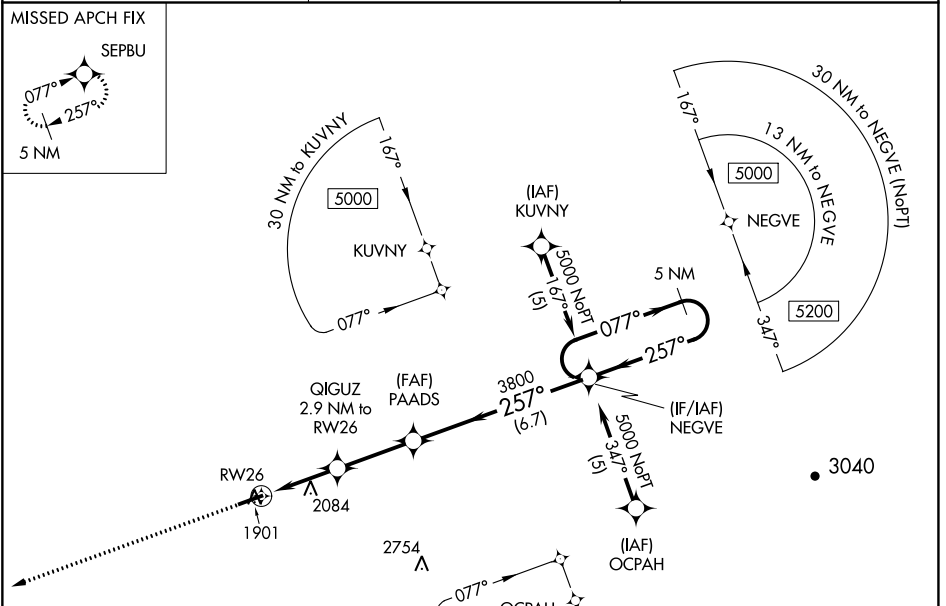 MISSED APCH FIX
SEPBU
077°
257°
5 NM
30 NM to KUVNY
167°
5000
KUVNY
077°
30 NM to NEGVE (NoPT)
167°
13 NM to NEGVE
5000
NEGVE
5200
347°
(IAF)
KUVNY
5000 NoPT
167°
(5)
5 NM
077°
257°
3800
257°
(6.7)
(IF/IAF)
NEGVE
(FAF)
PAADS
QIGUZ
2.9 NM to
RW26
RW26
1901
2084
2754
5000 NoPT
347°
(5)
(IAF)
OCPAH
3040
077°
OCPAH